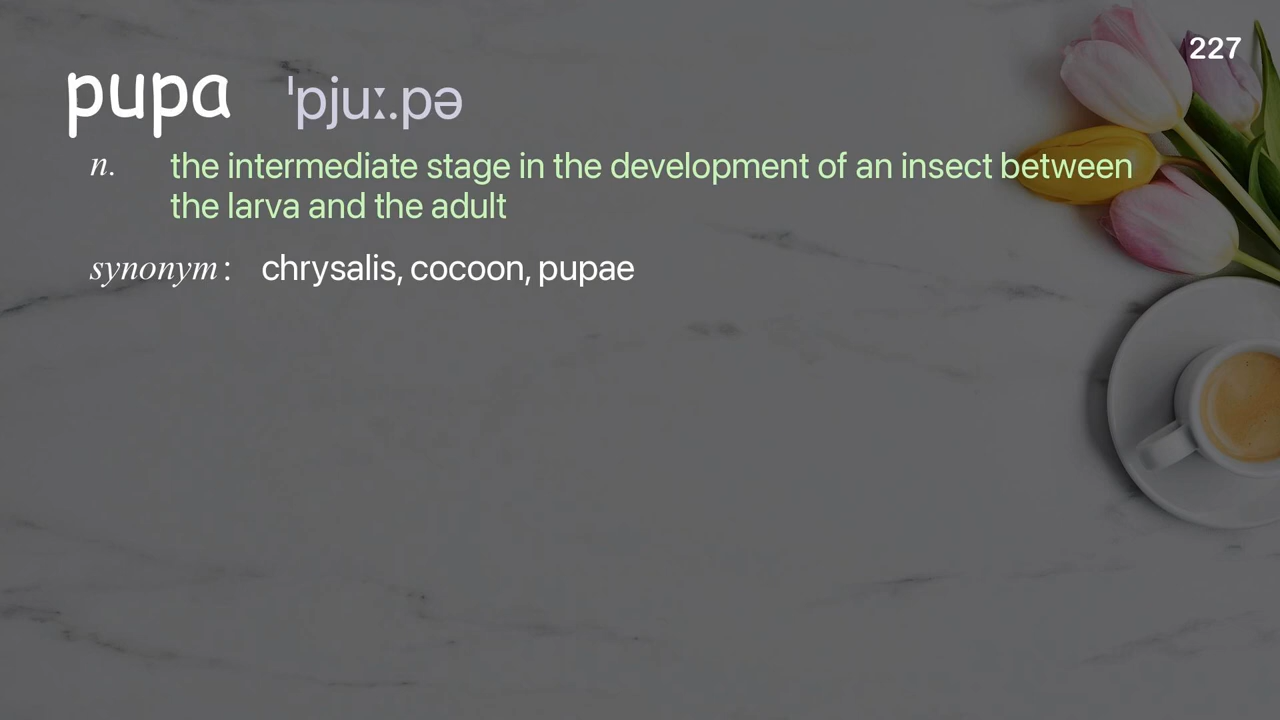 227
pupa ˈpjuː.pə
n. the intermediate stage in the development of an insect between
the larva and the adult
synonym : chrysalis, cocoon, pupae